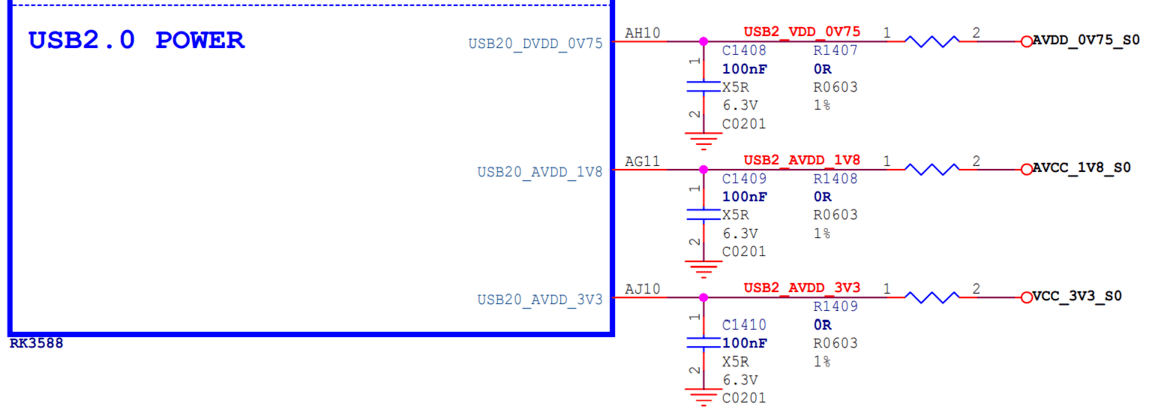 USB2.0 POWER
USB20_DVDD_0V75
AH10
USB2_VDD_0V75
1
2
AVDD_0V75_S0
C1408
R1407
1
100nF
0R
X5R
R0603
6.3V
1%
2
C0201
USB20_AVDD_1V8
AG11
USB2_AVDD_1V8
1
2
AVCC_1V8_S0
C1409
R1408
1
100nF
0R
X5R
R0603
6.3V
1%
2
C0201
USB20_AVDD_3V3
AJ10
USB2_AVDD_3V3
1
2
VCC_3V3_S0
R1409
1
C1410
0R
100nF
R0603
X5R
1%
2
6.3V
C0201
RK3588